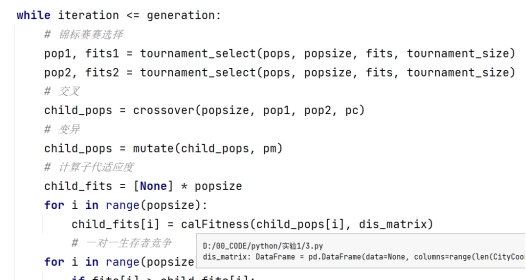 while iteration <= generation:
# 锦标赛赛选择
pop1, fits1 = tournament_select(pops, popsize, fits, tournament_size)
pop2, fits2 = tournament_select(pops, popsize, fits, tournament_size)
# 交叉
child_pops = crossover(popsize, pop1, pop2, pc)
# 变异
child_pops = mutate(child_pops, pm)
# 计算子代适应度
child_fits = [None] * popsize
for i in range(popsize):
child_fits[i] = calFitness(child_pops[i], dis_matrix)
# 一对一生存者竞争
D:/00_CODE/python/实验1/3.py
dis_matrix: DataFrame = pd.DataFrame(data=None, columns=range(len(CityCoo
for i in range(popsize
if fits[i] > child_fits[i]: